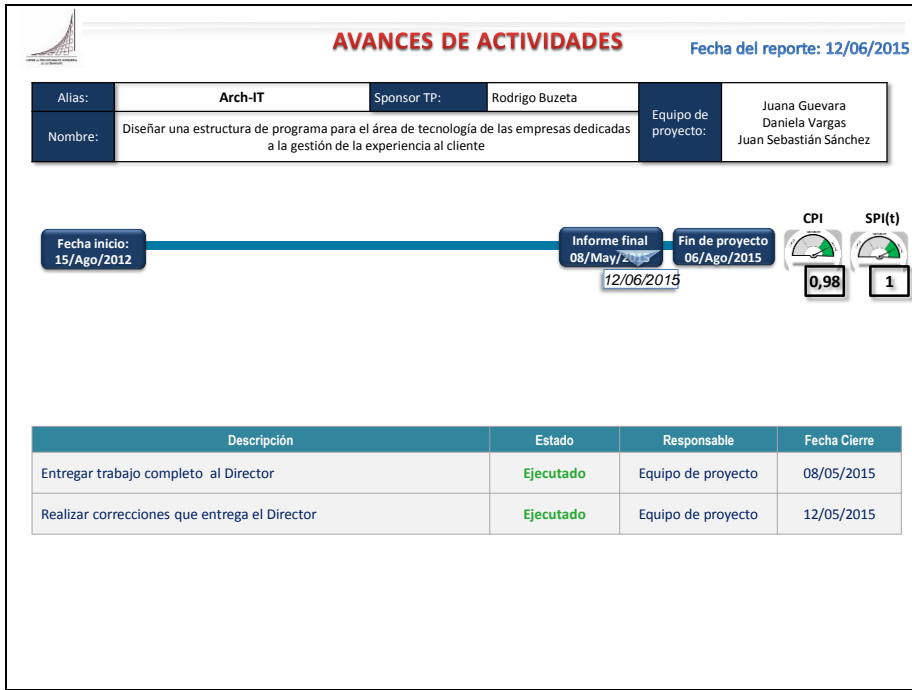 AVANCES DE ACTIVIDADES
Fecha del reporte: 12/06/2015
Alias:
Arch-IT
Sponsor TP:
Rodrigo Buzeta
Nombre:
Diseñar una estructura de programa para el área de tecnología de las empresas dedicadas
a la gestión de la experiencia al cliente
Equipo de
proyecto:
Juana Guevara
Daniela Vargas
Juan Sebastián Sánchez
Fecha inicio:
15/Ago/2012
Informe final
08/May/2015
12/06/2015
Fin de proyecto
06/Ago/2015
CPI
0,98
SPI(t)
1
Descripción
Estado
Responsable
Fecha Cierre
Entregar trabajo completo al Director
Ejecutado
Equipo de proyecto
08/05/2015
Realizar correcciones que entrega el Director
Ejecutado
Equipo de proyecto
12/05/2015